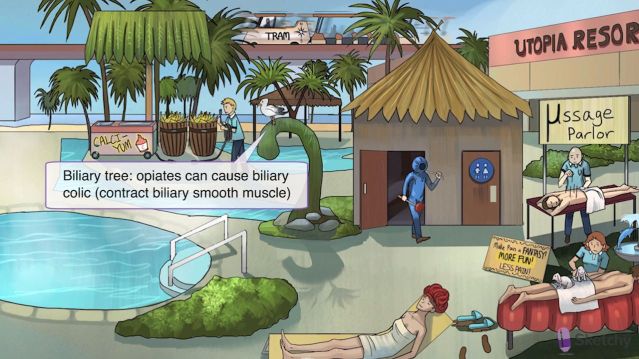 TRAM
UTOPIA RESOR
μssage
Parlor
CALCI-
YUM
Biliary tree: opiates can cause biliary
colic (contract biliary smooth muscle)
Make Pain a FANTASY!
MORE FUN!
LESS PAIN!
Sketchy